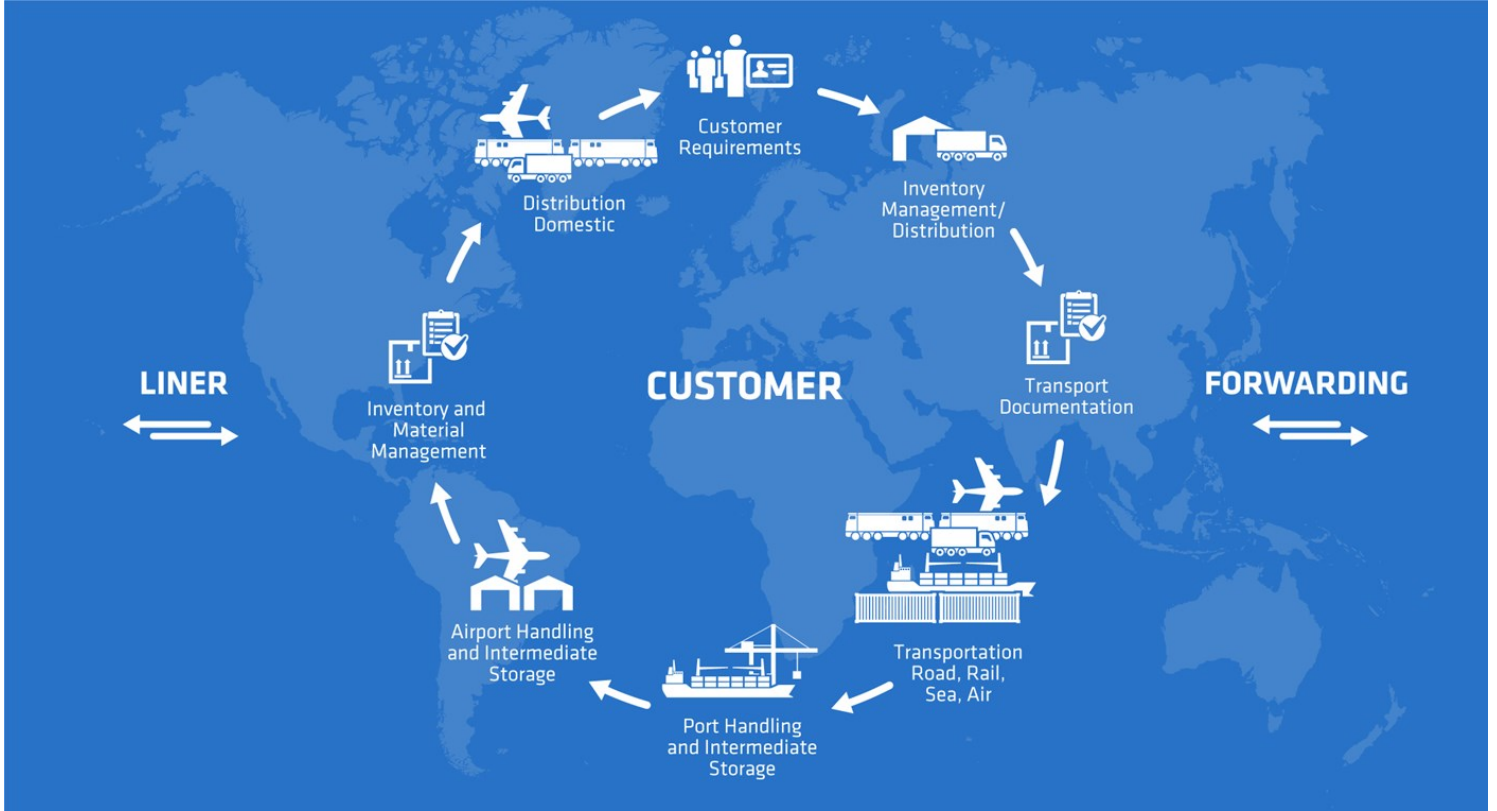 Customer
Requirements
Inventory
Management/
Distribution
Transport
Documentation
Transportation
Road, Rail,
Sea, Air
Port Handling
and Intermediate
Storage
Airport Handling
and Intermediate
Storage
Inventory and
Material
Management
Distribution
Domestic
LINER
CUSTOMER
FORWARDING